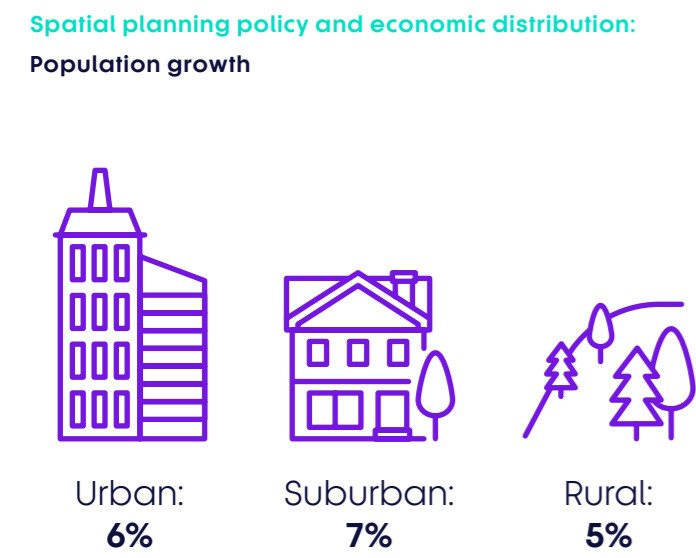 Spatial planning policy and economic distribution:
Population growth
Urban:
6%
Suburban:
7%
Rural:
5%